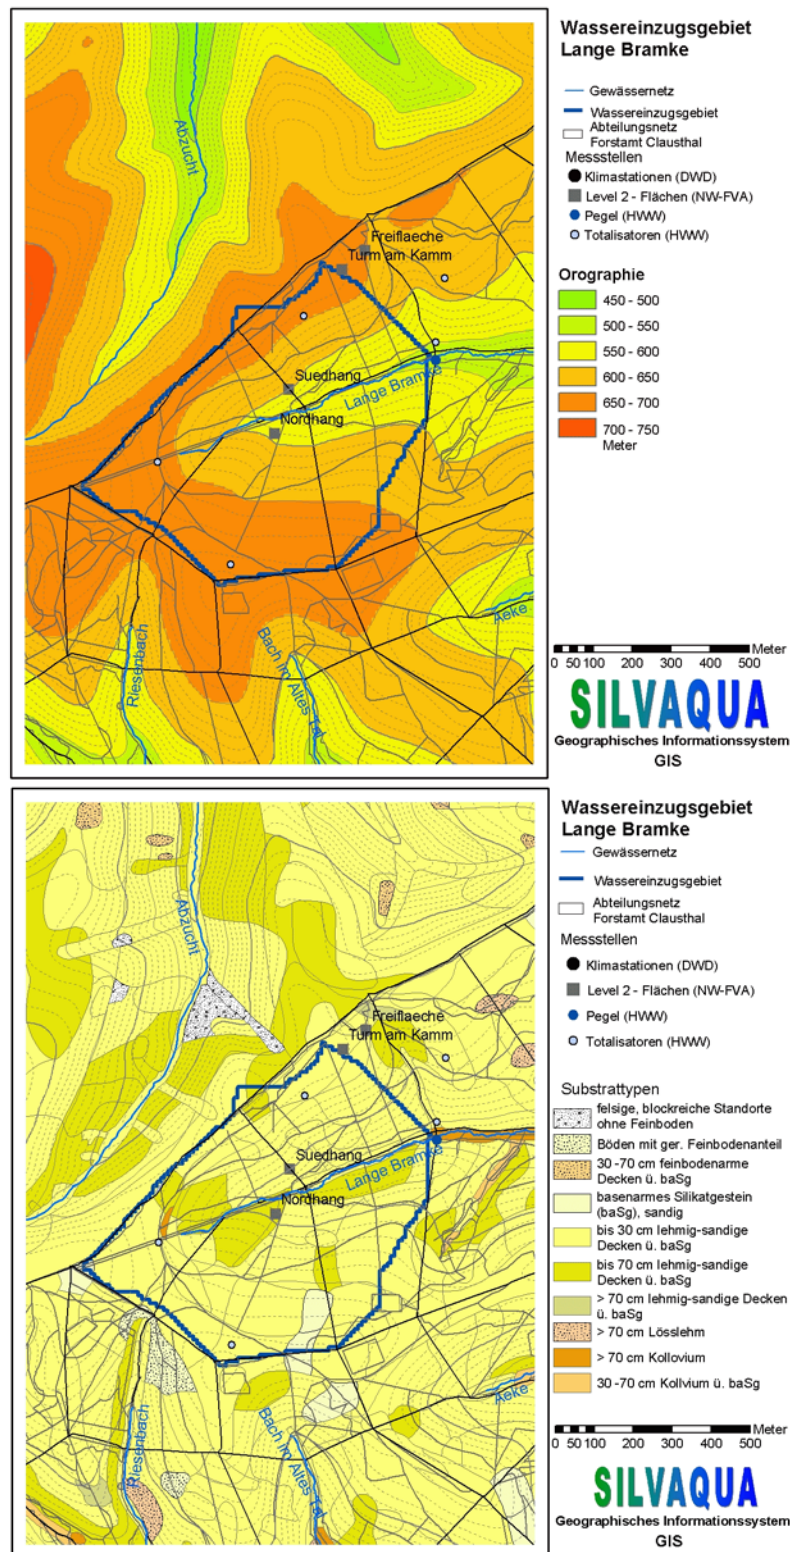 Wassereinzugsgebiet
Lange Bramke
Gewässernetz
Wassereinzugsgebiet
Abteilungsnetz
Forstamt Clausthal
Messstellen
Klimastationen (DWD)
Level 2 - Flächen (NW-FVA)
Pegel (HWW)
Totalisatoren (HWW)
Orographie
450 - 500
500 - 550
550 - 600
600 - 650
650 - 700
700 - 750
Meter
Abzucht
Freiflaeche
Turm am Kamm
Suedhang
Lange Bramke
Nordhang
Riesenbach
Bach im Altes Tal
Aeke
Meter
0 50 100 200 300 400 500
SILVAQUA
Geographisches Informationssystem
GIS
Wassereinzugsgebiet
Lange Bramke
Gewässernetz
Wassereinzugsgebiet
Abteilungsnetz
Forstamt Clausthal
Messstellen
Klimastationen (DWD)
Level 2 - Flächen (NW-FVA)
Pegel (HWW)
Totalisatoren (HWW)
Substrattypen
felsige, blockreiche Standorte
ohne Feinboden
Böden mit ger. Feinbodenanteil
30 -70 cm feinbodenarme
Decken ü. baSg
basenarmes Silikatgestein
(baSg), sandig
bis 30 cm lehmig-sandige
Decken ü. baSg
bis 70 cm lehmig-sandige
Decken ü. baSg
> 70 cm lehmig-sandige Decken
ü. baSg
> 70 cm Lösslehm
> 70 cm Kollovium
30 -70 cm Kollvium ü. baSg
Abzucht
Freiflaeche
Turm am Kamm
Suedhang
Lange Bramke
Nordhang
Riesenbach
Bach im Altes Tal
Aeke
Meter
0 50 100 200 300 400 500
SILVAQUA
Geographisches Informationssystem
GIS